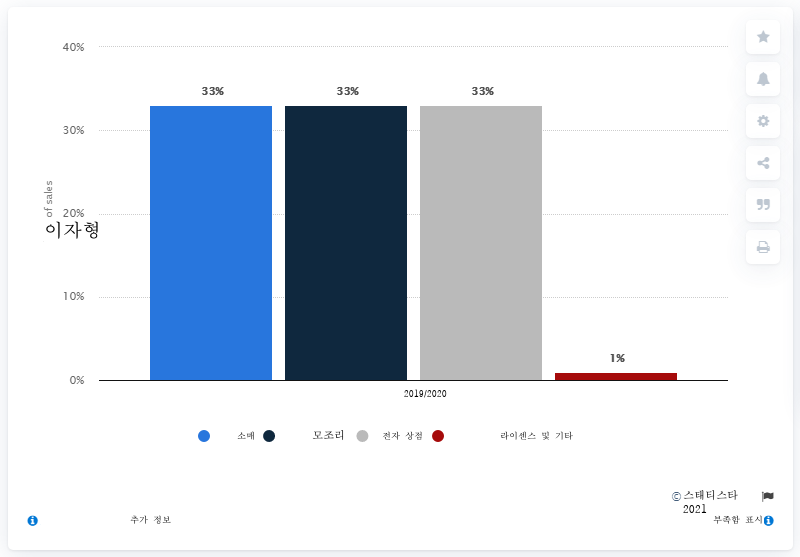 40%
33% 33% 33%
30%
of sales
20%
이자형
10%
1%
0%
2019/2020
소매 모조리 전자 상점 라이센스 및 기타
© 스태티스타
2021
추가 정보 부족함 표시